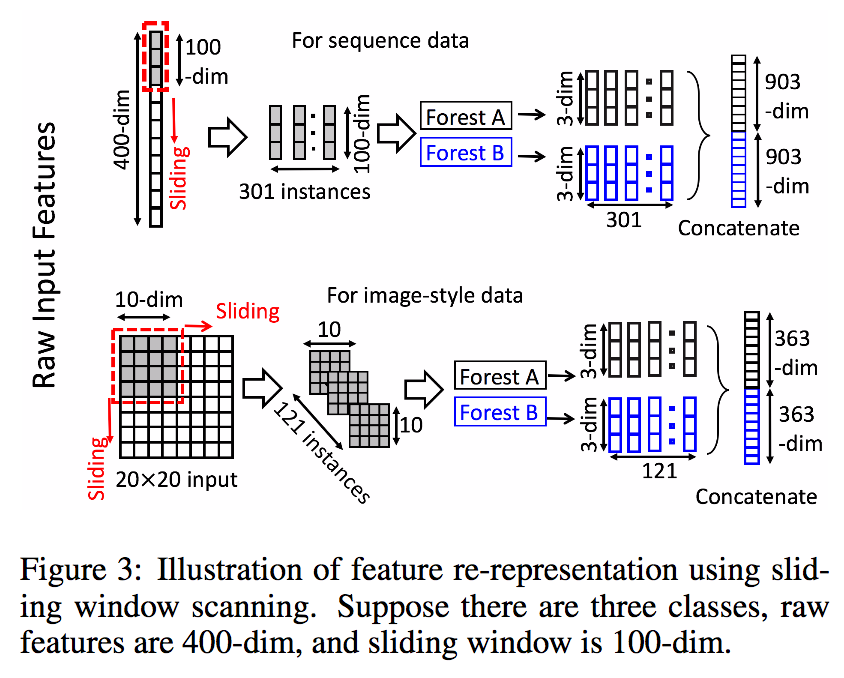 Raw Input Features
For sequence data
400-dim
100
-dim
Sliding
301 instances
100-dim
Forest A
Forest B
3-dim
3-dim
301
903
-dim
903
-dim
Concatenate
For image-style data
10-dim
Sliding
Sliding
20×20 input
10
10
121 instances
Forest A
Forest B
3-dim
3-dim
121
363
-dim
363
-dim
Concatenate
Figure 3: Illustration of feature re-representation using slid-
ing window scanning. Suppose there are three classes, raw
features are 400-dim, and sliding window is 100-dim.